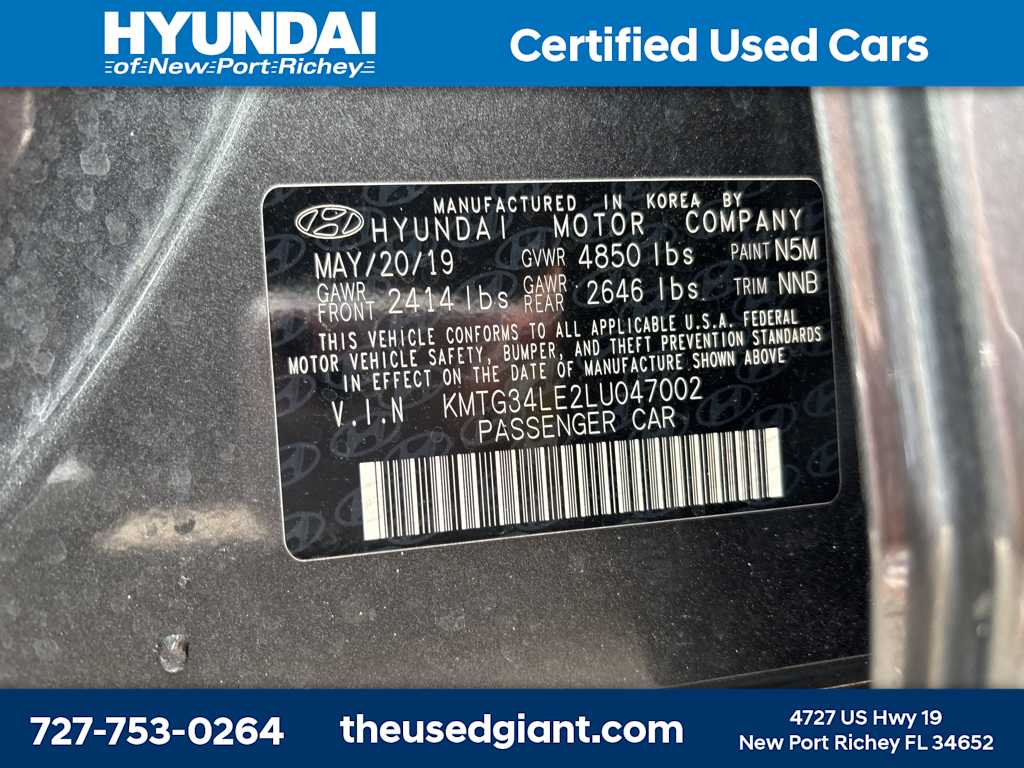 HYUNDAI
of New Port Richey
Certified Used Cars
MANUFACTURED IN KOREA BY
HYUNDAI MOTOR COMPANY
MAY/20/19 GVWR 4850 lbs PAINT N5M
GAWR FRONT 2414 lbs GAWR REAR 2646 lbs TRIM NNB
THIS VEHICLE CONFORMS TO ALL APPLICABLE U.S.A. FEDERAL
MOTOR VEHICLE SAFETY, BUMPER, AND THEFT PREVENTION STANDARDS
IN EFFECT ON THE DATE OF MANUFACTURE SHOWN ABOVE
V.I.N KMTG34LE2LU047002
PASSENGER CAR
727-753-0264
theusedgiant.com
4727 US Hwy 19
New Port Richey FL 34652